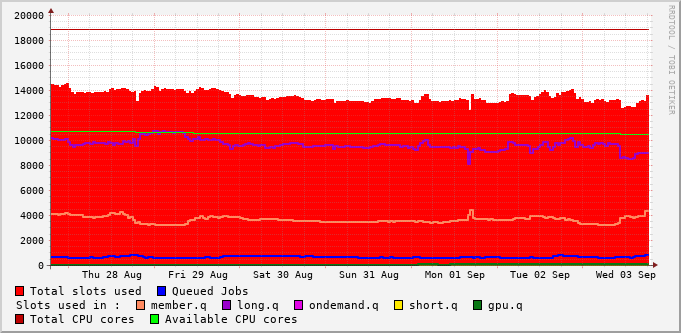 20000
18000
16000
14000
12000
10000
8000
6000
4000
2000
0
Thu 28 Aug Fri 29 Aug Sat 30 Aug Sun 31 Aug Mon 01 Sep Tue 02 Sep Wed 03 Sep
RRDTOOL / TOBI OETIKER
Total slots used Queued Jobs
Slots used in : member.q long.q ondemand.q short.q gpu.q
Total CPU cores Available CPU cores